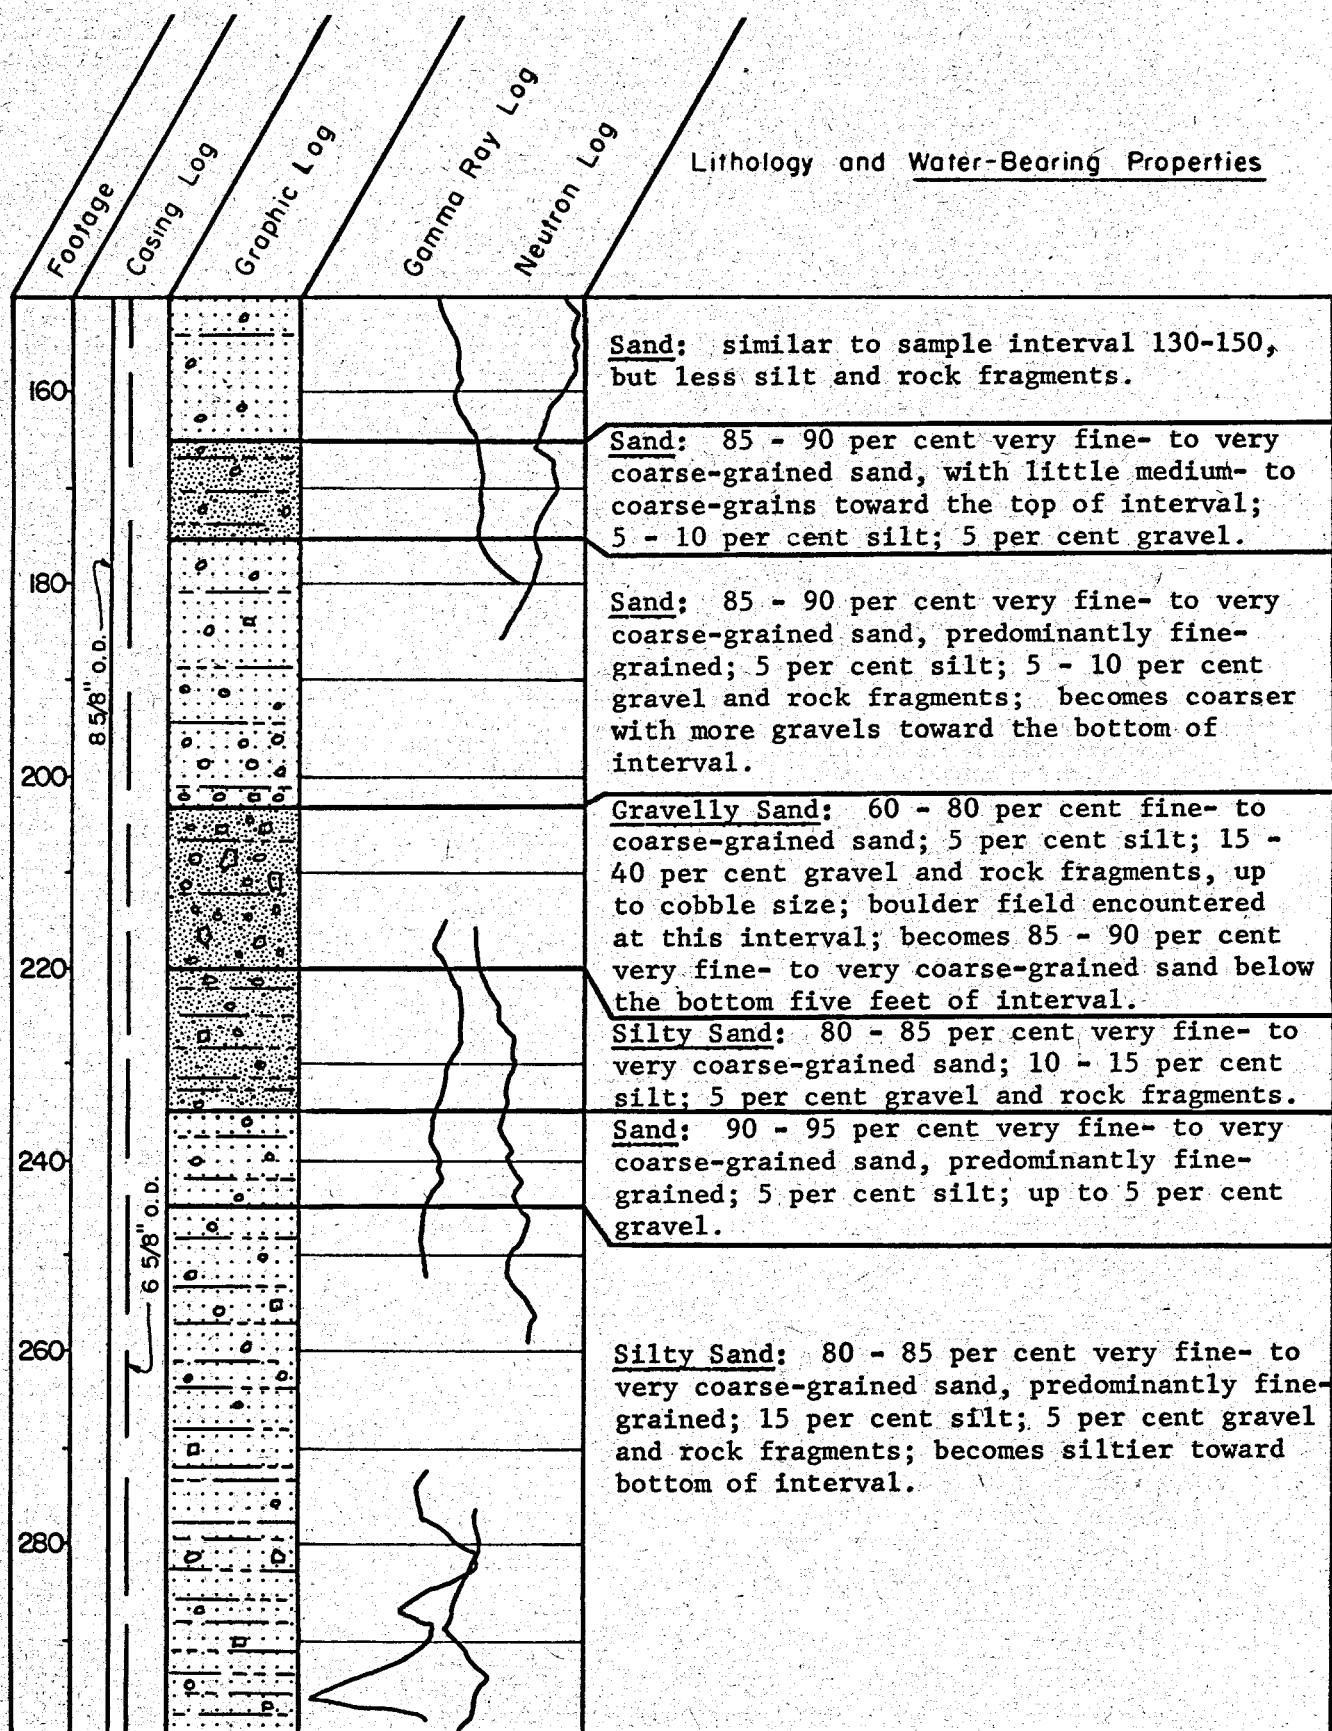 Footage
Casing Log
Graphic Log
Gamma Ray Log
Neutron Log
Lithology and Water-Bearing Properties
Sand: similar to sample interval 130-150,
but less silt and rock fragments.
160
Sand: 85 - 90 per cent very fine- to very
coarse-grained sand, with little medium- to
coarse-grains toward the top of interval;
5 - 10 per cent silt; 5 per cent gravel.
180
8 5/8" O.D.
Sand: 85 - 90 per cent very fine- to very
coarse-grained sand, predominantly fine-
grained; 5 per cent silt; 5 - 10 per cent
gravel and rock fragments; becomes coarser
with more gravels toward the bottom of
interval.
200
Gravelly Sand: 60 - 80 per cent fine- to
coarse-grained sand; 5 per cent silt; 15 -
40 per cent gravel and rock fragments, up
to cobble size; boulder field encountered
at this interval; becomes 85 - 90 per cent
very fine- to very coarse-grained sand below
the bottom five feet of interval.
220
Silty Sand: 80 - 85 per cent very fine- to
very coarse-grained sand; 10 - 15 per cent
silt; 5 per cent gravel and rock fragments.
Sand: 90 - 95 per cent very fine- to very
coarse-grained sand, predominantly fine-
grained; 5 per cent silt; up to 5 per cent
gravel.
240
6 5/8" O.D.
260
Silty Sand: 80 - 85 per cent very fine- to
very coarse-grained sand, predominantly fine-
grained; 15 per cent silt; 5 per cent gravel
and rock fragments; becomes siltier toward
bottom of interval.
280